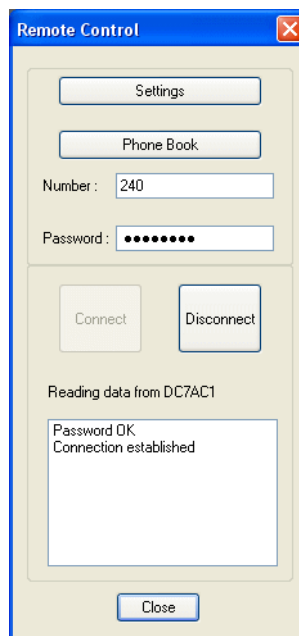 Remote Control
Settings
Phone Book
Number : 240
Password : ●●●●●●●●
Connect Disconnect
Reading data from DC7AC1
Password OK
Connection established
Close